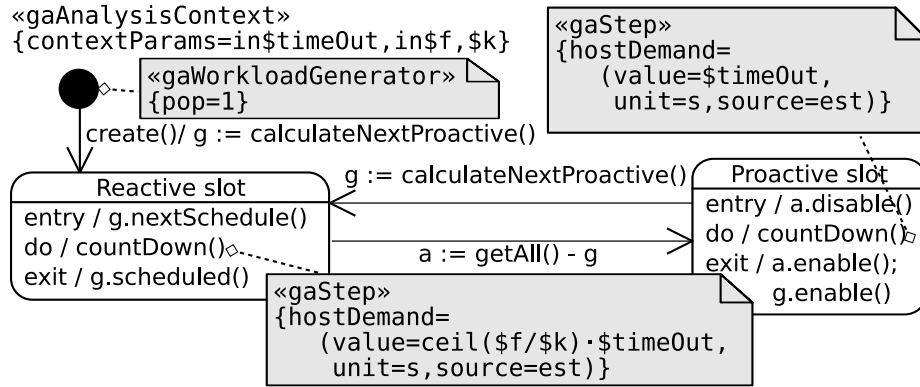 «gaAnalysisContext»
{contextParams=in$timeOut,in$f,$k}
«gaWorkloadGenerator»
{pop=1}
«gaStep»
{hostDemand=
(value=$timeOut,
unit=s,source=est)}
create()/ g := calculateNextProactive()
Reactive slot
entry / g.nextSchedule()
do / countDown()
exit / g.scheduled()
g := calculateNextProactive()
a := getAll() - g
Proactive slot
entry / a.disable()
do / countDown()
exit / a.enable();
g.enable()
«gaStep»
{hostDemand=
(value=ceil($f/$k)·$timeOut,
unit=s,source=est)}